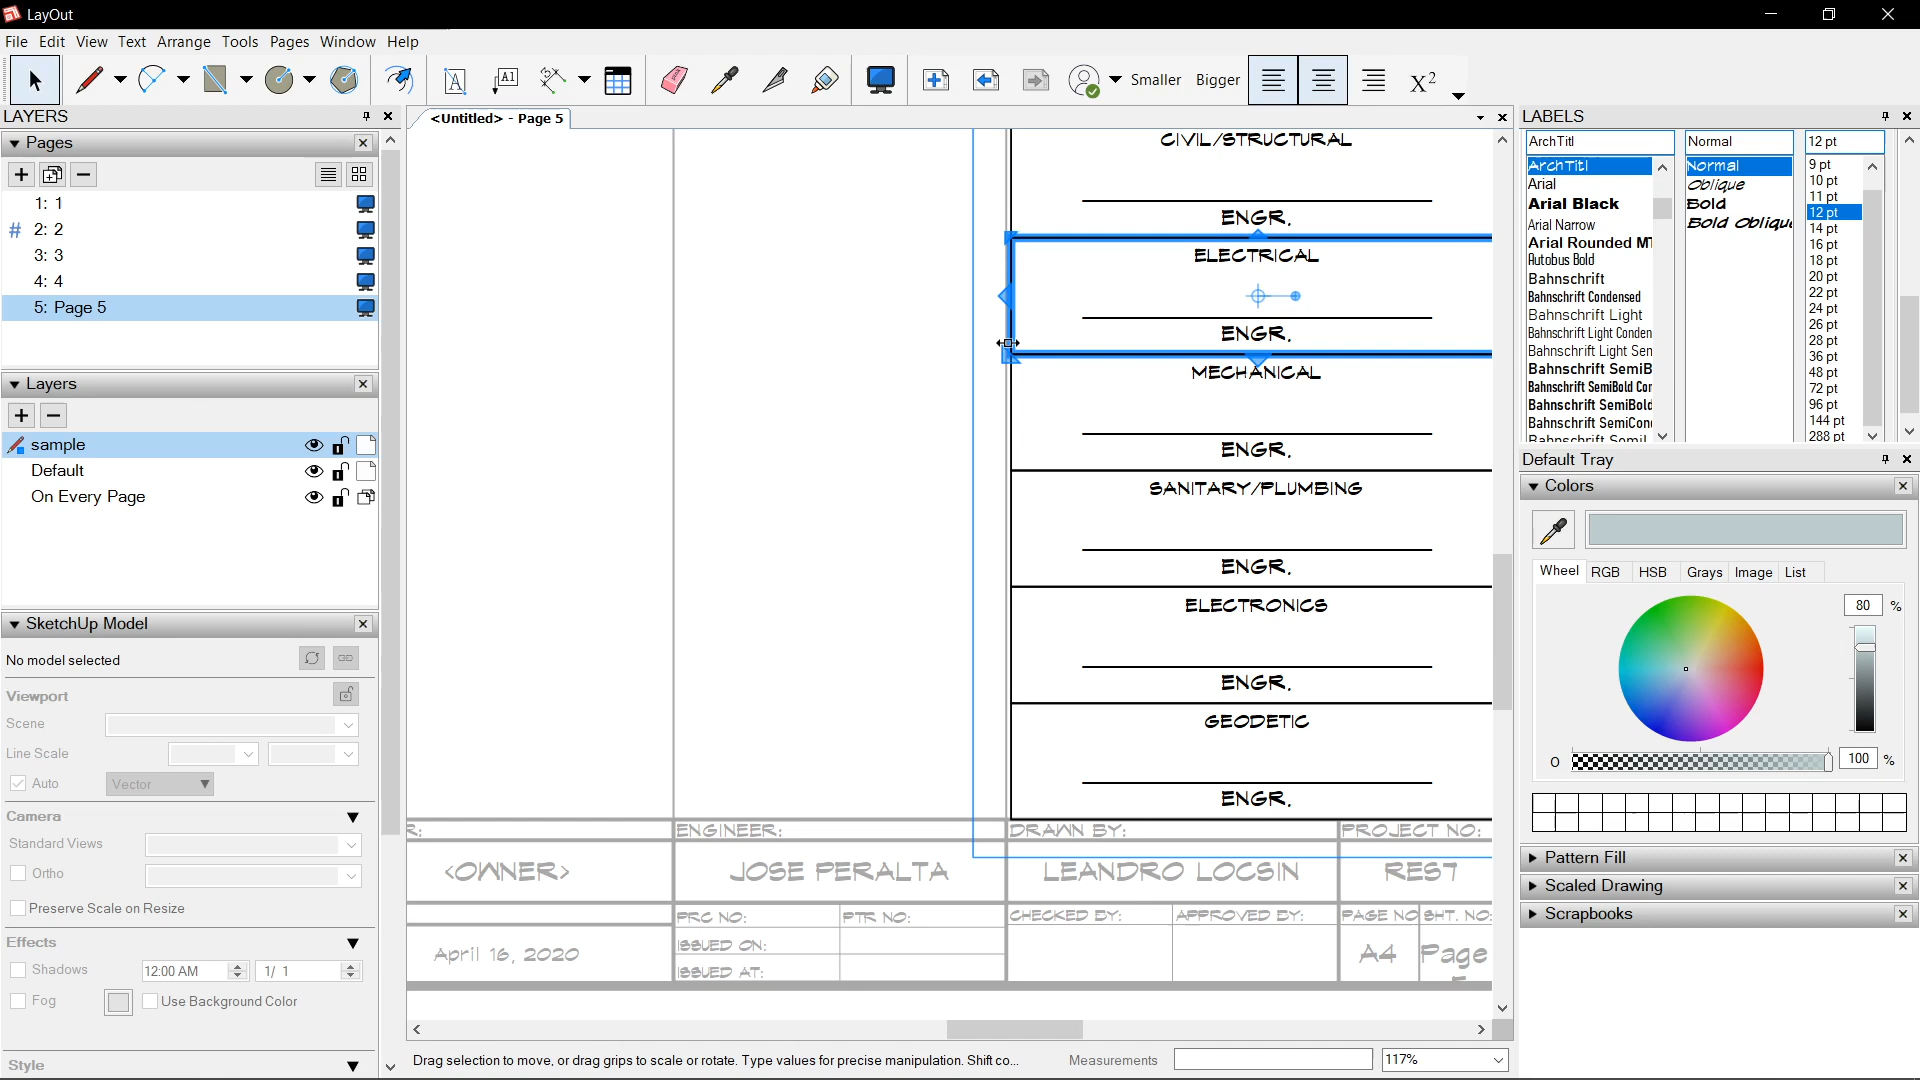 LayOut
File Edit View Text Arrange Tools Pages Window Help
A A1 Smaller Bigger X²
LAYERS
<Untitled> - Page 5
LABELS
Pages
ArchTitl Normal 12 pt
1: 1
# 2: 2
3: 3
4: 4
5: Page 5
ArchTitl
Arial
Arial Black
Arial Narrow
Arial Rounded MT
Autobus Bold
Bahnschrift
Bahnschrift Condensed
Bahnschrift Light
Bahnschrift Light Conden
Bahnschrift Light Sen
Bahnschrift SemiB
Bahnschrift SemiBold Con
Bahnschrift SemiBold
Bahnschrift SemiCon
Bahnschrift SemiL
Normal
Oblique
Bold
Bold Oblique
9 pt
10 pt
11 pt
12 pt
14 pt
16 pt
18 pt
20 pt
22 pt
24 pt
26 pt
28 pt
36 pt
48 pt
72 pt
96 pt
144 pt
288 pt
Layers
sample
Default
On Every Page
SketchUp Model
No model selected
Viewport
Scene
Line Scale
Auto Vector
Camera
Standard Views
Ortho
Preserve Scale on Resize
Effects
Shadows 12:00 AM 1/ 1
Fog Use Background Color
Style
CIVIL/STRUCTURAL
ENGR.
ELECTRICAL
ENGR.
MECHANICAL
ENGR.
SANITARY/PLUMBING
ENGR.
ELECTRONICS
ENGR.
GEODETIC
ENGR.
R: ENGINEER: DRAWN BY: PROJECT NO:
<OWNER> JOSE PERALTA LEANDRO LOCSIN RES7
PRC NO: PTR NO: CHECKED BY: APPROVED BY: PAGE NO SHT. NO:
ISSUED ON:
April 16, 2020 A4 Page
ISSUED AT:
Drag selection to move, or drag grips to scale or rotate. Type values for precise manipulation. Shift co...
Measurements 117%
Default Tray
Colors
Wheel RGB HSB Grays Image List
80 %
O 100 %
Pattern Fill
Scaled Drawing
Scrapbooks